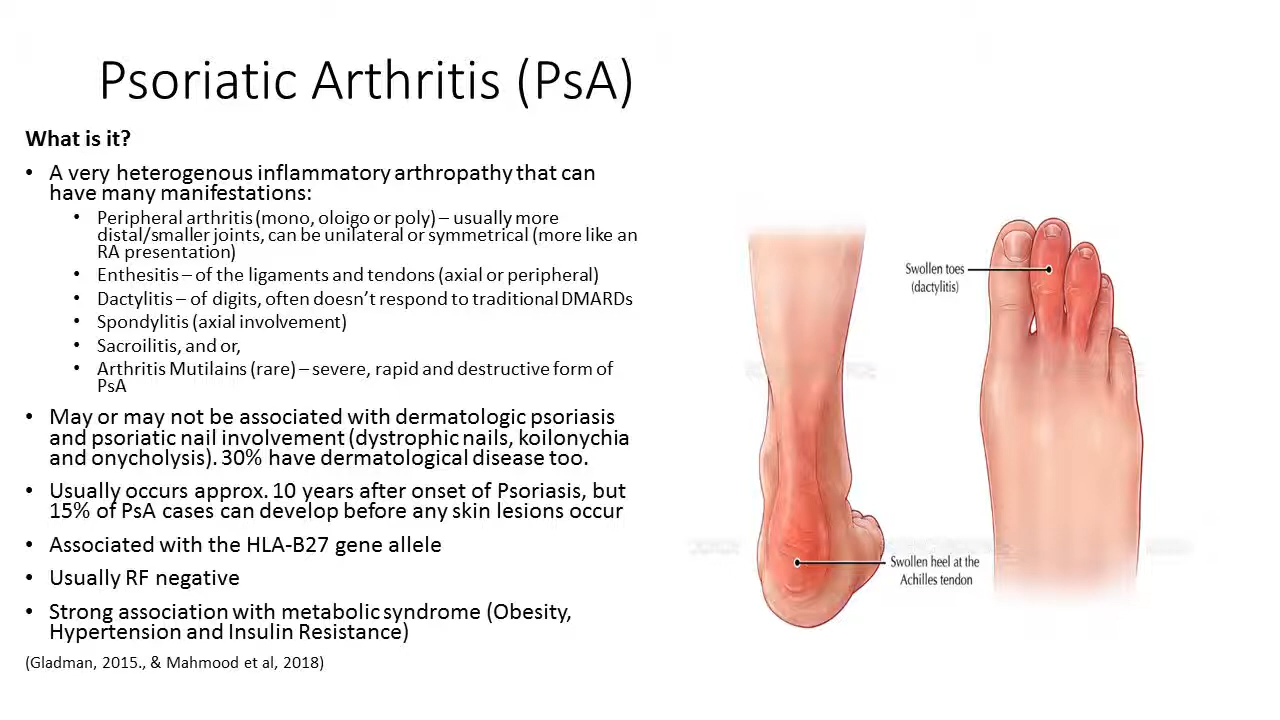 Psoriatic Arthritis (PsA)
What is it?
• A very heterogenous inflammatory arthropathy that can
have many manifestations:
• Peripheral arthritis (mono, oloigo or poly) – usually more
distal/smaller joints, can be unilateral or symmetrical (more like an
RA presentation)
• Enthesitis – of the ligaments and tendons (axial or peripheral)
• Dactylitis – of digits, often doesn’t respond to traditional DMARDs
• Spondylitis (axial involvement)
• Sacroilitis, and or,
• Arthritis Mutilains (rare) – severe, rapid and destructive form of
PsA
• May or may not be associated with dermatologic psoriasis
and psoriatic nail involvement (dystrophic nails, koilonychia
and onycholysis). 30% have dermatological disease too.
• Usually occurs approx. 10 years after onset of Psoriasis, but
15% of PsA cases can develop before any skin lesions occur
• Associated with the HLA-B27 gene allele
• Usually RF negative
• Strong association with metabolic syndrome (Obesity,
Hypertension and Insulin Resistance)
(Gladman, 2015., & Mahmood et al, 2018)
Swollen toes
(dactylitis)
Swollen heel at the
Achilles tendon